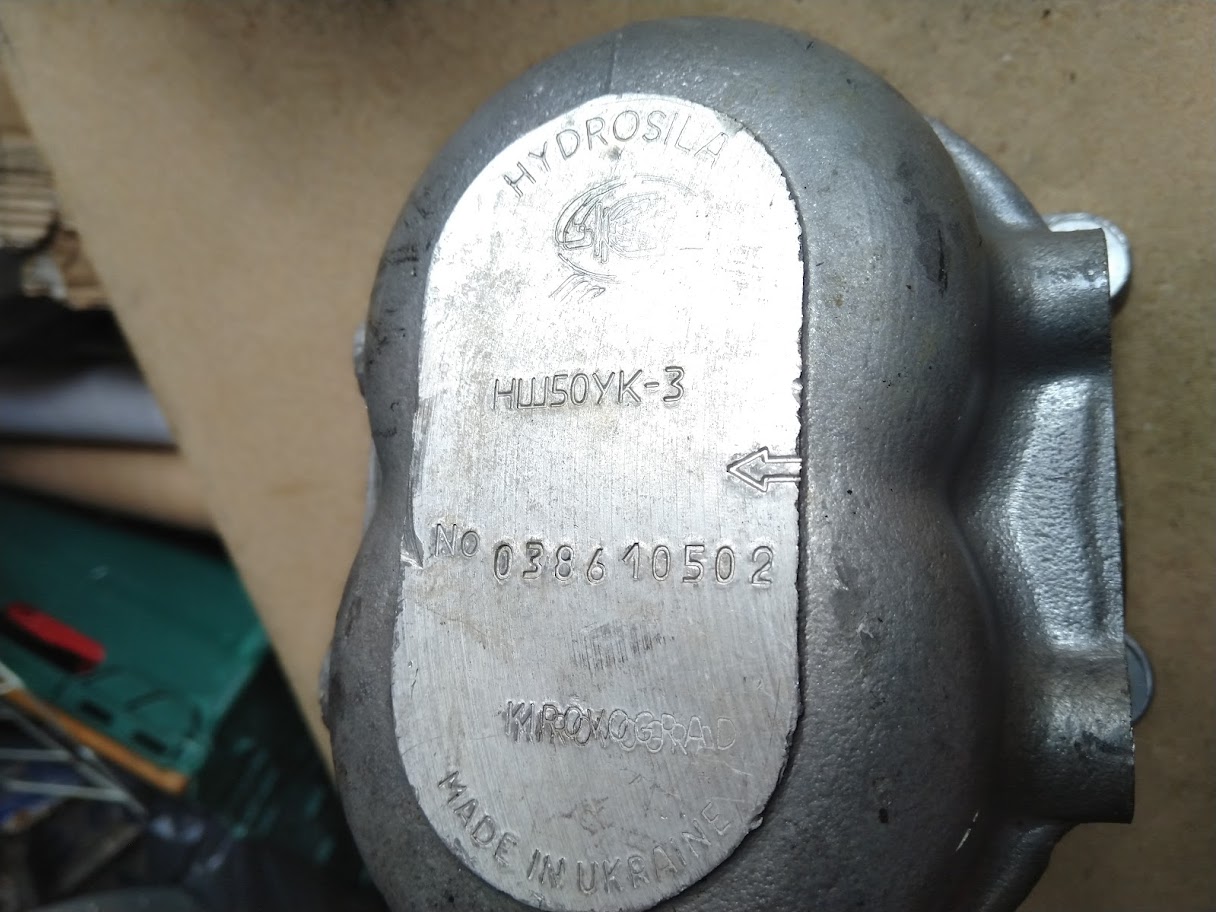 HYDROSILA
НШ50УК-3
No 038610502
KIROVOGRAD
MADE IN UKRAINE